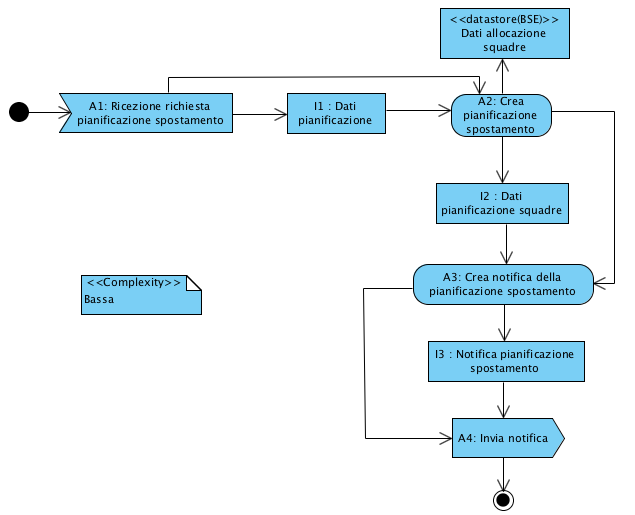 <<datastore(BSE)>>
Dati allocazione
squadre
A1: Ricezione richiesta
pianificazione spostamento
I1 : Dati
pianificazione
A2: Crea
pianificazione
spostamento
I2 : Dati
pianificazione squadre
A3: Crea notifica della
pianificazione spostamento
<<Complexity>>
Bassa
I3 : Notifica pianificazione
spostamento
A4: Invia notifica